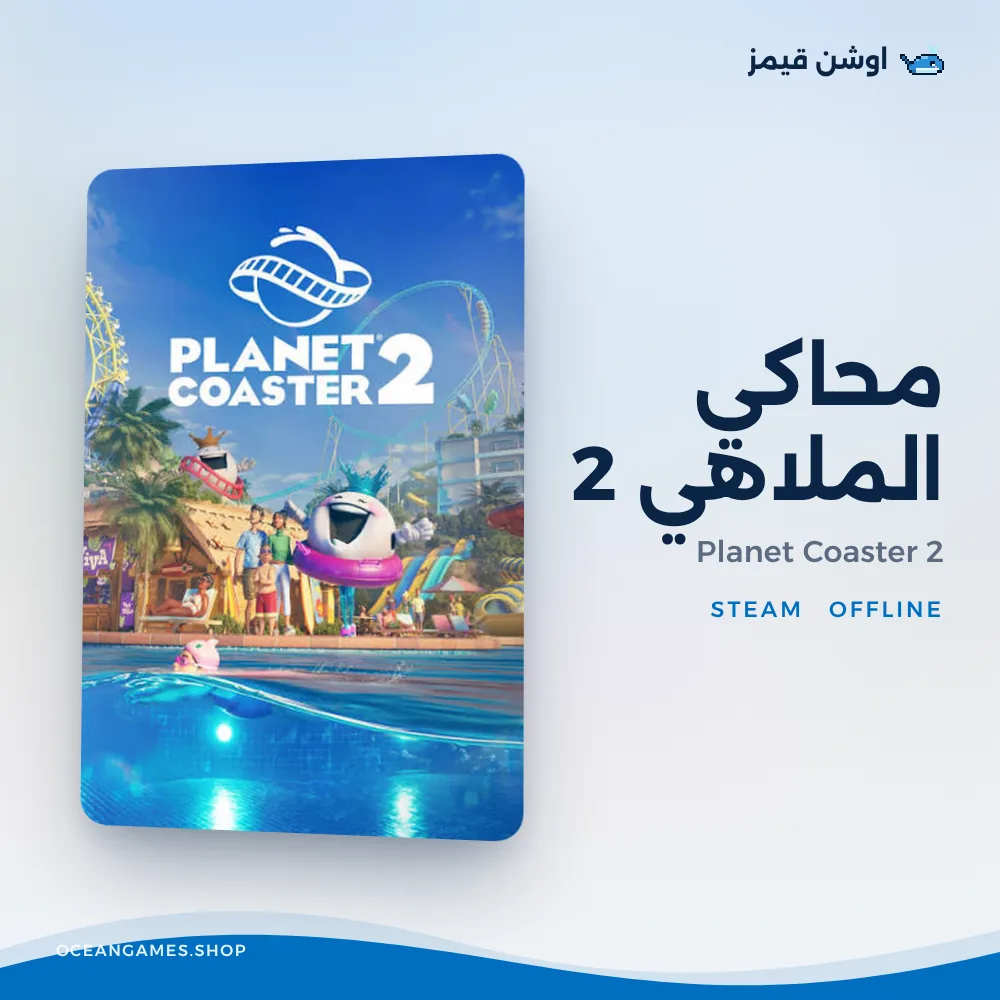 اوشن قيمز
PLANET
COASTER 2
محاكي
الملاهي 2
Planet Coaster 2
STEAM OFFLINE
OCEANGAMES.SHOP